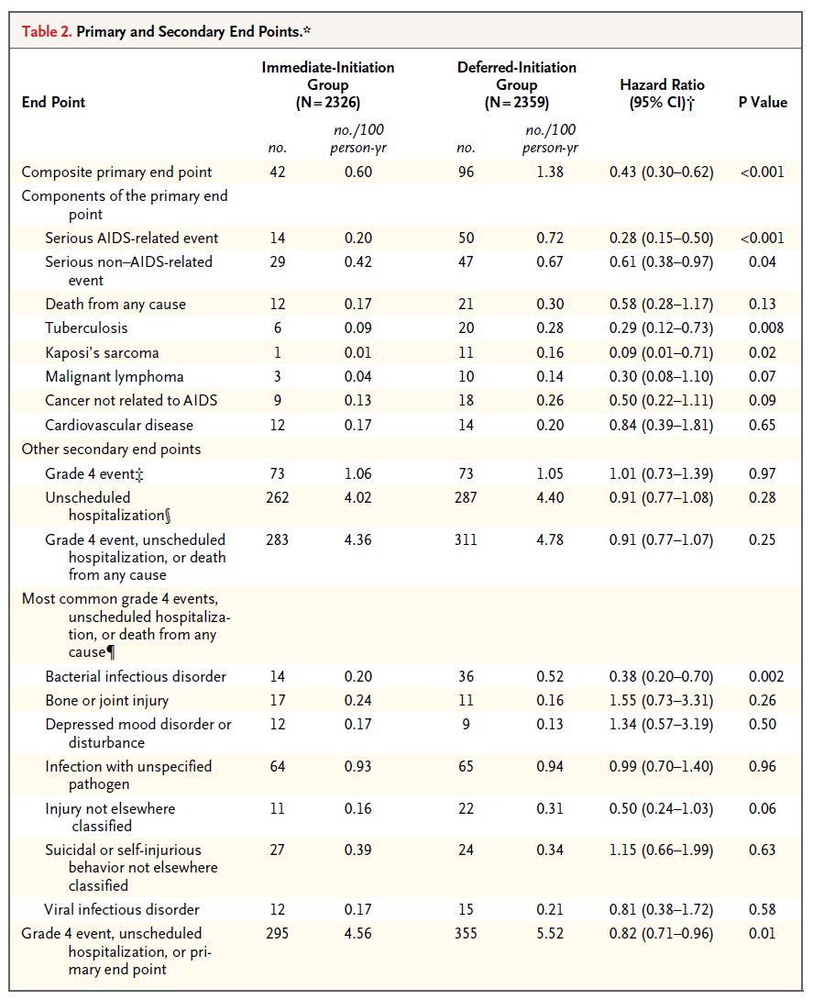 Table 2. Primary and Secondary End Points.*
End Point Immediate-Initiation Group (N=2326) Deferred-Initiation Group (N=2359) Hazard Ratio (95% CI)† P Value
no. no./100 person-yr no. no./100 person-yr
Composite primary end point 42 0.60 96 1.38 0.43 (0.30–0.62) <0.001
Components of the primary end
point
Serious AIDS-related event 14 0.20 50 0.72 0.28 (0.15–0.50) <0.001
Serious non–AIDS-related 29 0.42 47 0.67 0.61 (0.38–0.97) 0.04
event
Death from any cause 12 0.17 21 0.30 0.58 (0.28–1.17) 0.13
Tuberculosis 6 0.09 20 0.28 0.29 (0.12–0.73) 0.008
Kaposi's sarcoma 1 0.01 11 0.16 0.09 (0.01–0.71) 0.02
Malignant lymphoma 3 0.04 10 0.14 0.30 (0.08–1.10) 0.07
Cancer not related to AIDS 9 0.13 18 0.26 0.50 (0.22–1.11) 0.09
Cardiovascular disease 12 0.17 14 0.20 0.84 (0.39–1.81) 0.65
Other secondary end points
Grade 4 event‡ 73 1.06 73 1.05 1.01 (0.73–1.39) 0.97
Unscheduled 262 4.02 287 4.40 0.91 (0.77–1.08) 0.28
hospitalization§
Grade 4 event, unscheduled 283 4.36 311 4.78 0.91 (0.77–1.07) 0.25
hospitalization, or death
from any cause
Most common grade 4 events,
unscheduled hospitaliza-
tion, or death from any
cause¶
Bacterial infectious disorder 14 0.20 36 0.52 0.38 (0.20–0.70) 0.002
Bone or joint injury 17 0.24 11 0.16 1.55 (0.73–3.31) 0.26
Depressed mood disorder or 12 0.17 9 0.13 1.34 (0.57–3.19) 0.50
disturbance
Infection with unspecified 64 0.93 65 0.94 0.99 (0.70–1.40) 0.96
pathogen
Injury not elsewhere 11 0.16 22 0.31 0.50 (0.24–1.03) 0.06
classified
Suicidal or self-injurious 27 0.39 24 0.34 1.15 (0.66–1.99) 0.63
behavior not elsewhere
classified
Viral infectious disorder 12 0.17 15 0.21 0.81 (0.38–1.72) 0.58
Grade 4 event, unscheduled 295 4.56 355 5.52 0.82 (0.71–0.96) 0.01
hospitalization, or pri-
mary end point